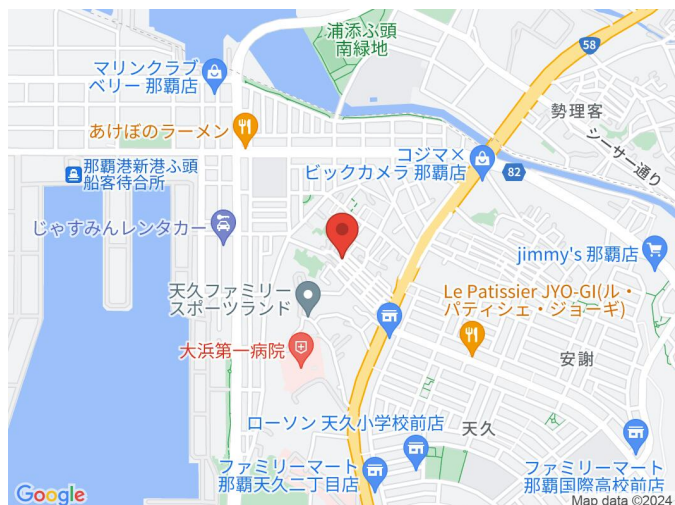 浦添ふ頭
南緑地
58
マリンクラブ
ベリー 那覇店
勢理客
あけぼのラーメン
シーサー通り
コジマ×
ビックカメラ 那覇店
82
那覇港新港ふ頭
船客待合所
じゃすみんレンタカー
jimmy's 那覇店
天久ファミリー
スポーツランド
Le Patissier JYO-GI(ル・
パティシェ・ジョーギ)
大浜第一病院
安謝
ローソン 天久小学校前店
天久
ファミリーマート
那覇天久二丁目店
ファミリーマート
那覇国際高校前店
Google
Map data ©2024